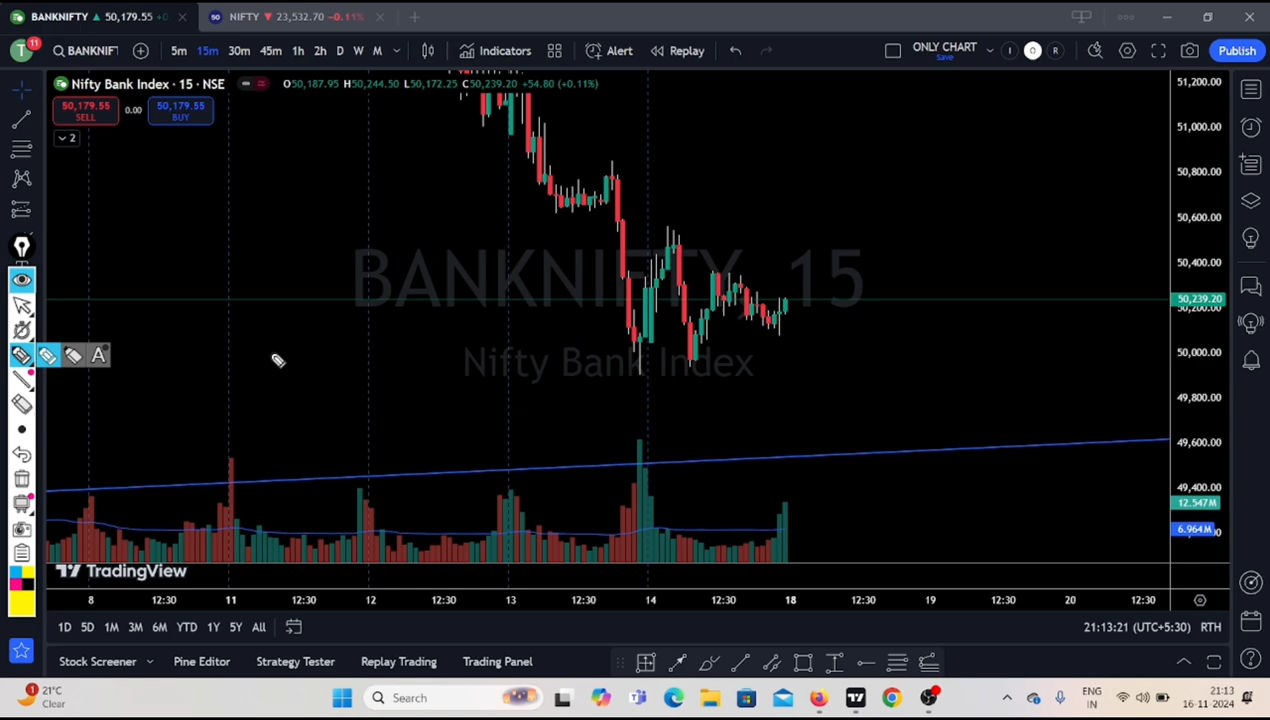 BANKNIFTY ▲ 50,179.55 +0
NIFTY ▼ 23,532.70 -0.11%
T 11
BANKNIFT 5m 15m 30m 45m 1h 2h D W M Indicators Alert Replay ONLY CHART Save I O R Publish
Nifty Bank Index · 15 · NSE O50,187.95 H50,244.50 L50,172.25 C50,239.20 +54.80 (+0.11%)
50,179.55 SELL 0.00 50,179.55 BUY
2
51,200.00
51,000.00
50,800.00
50,600.00
50,400.00
50,239.20
50,200.00
50,000.00
49,800.00
49,600.00
49,400.00
12.547M
6.964M
BANKNIFTY, 15
Nifty Bank Index
A
TradingView
8 12:30 11 12:30 12 12:30 13 12:30 14 12:30 18 12:30 19 12:30 20 12:30
1D 5D 1M 3M 6M YTD 1Y 5Y All 21:13:21 (UTC+5:30) RTH
Stock Screener Pine Editor Strategy Tester Replay Trading Trading Panel
1 21°C Clear
Search
ENG IN
21:13
16-11-2024